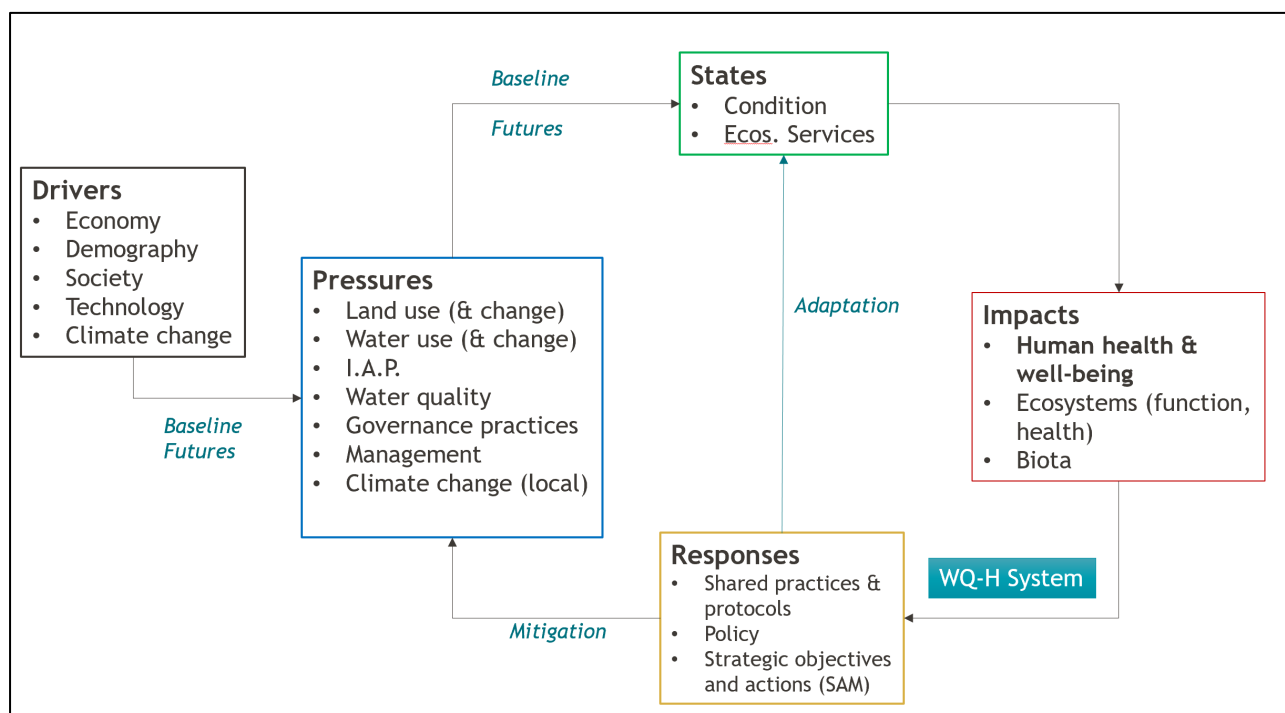 Baseline
Futures
States
• Condition
• Ecos. Services
Drivers
• Economy
• Demography
• Society
• Technology
• Climate change
Baseline
Futures
Pressures
• Land use (& change)
• Water use (& change)
• I.A.P.
• Water quality
• Governance practices
• Management
• Climate change (local)
Adaptation
Impacts
• Human health &
well-being
• Ecosystems (function,
health)
• Biota
WQ-H System
Responses
• Shared practices &
protocols
• Policy
• Strategic objectives
and actions (SAM)
Mitigation